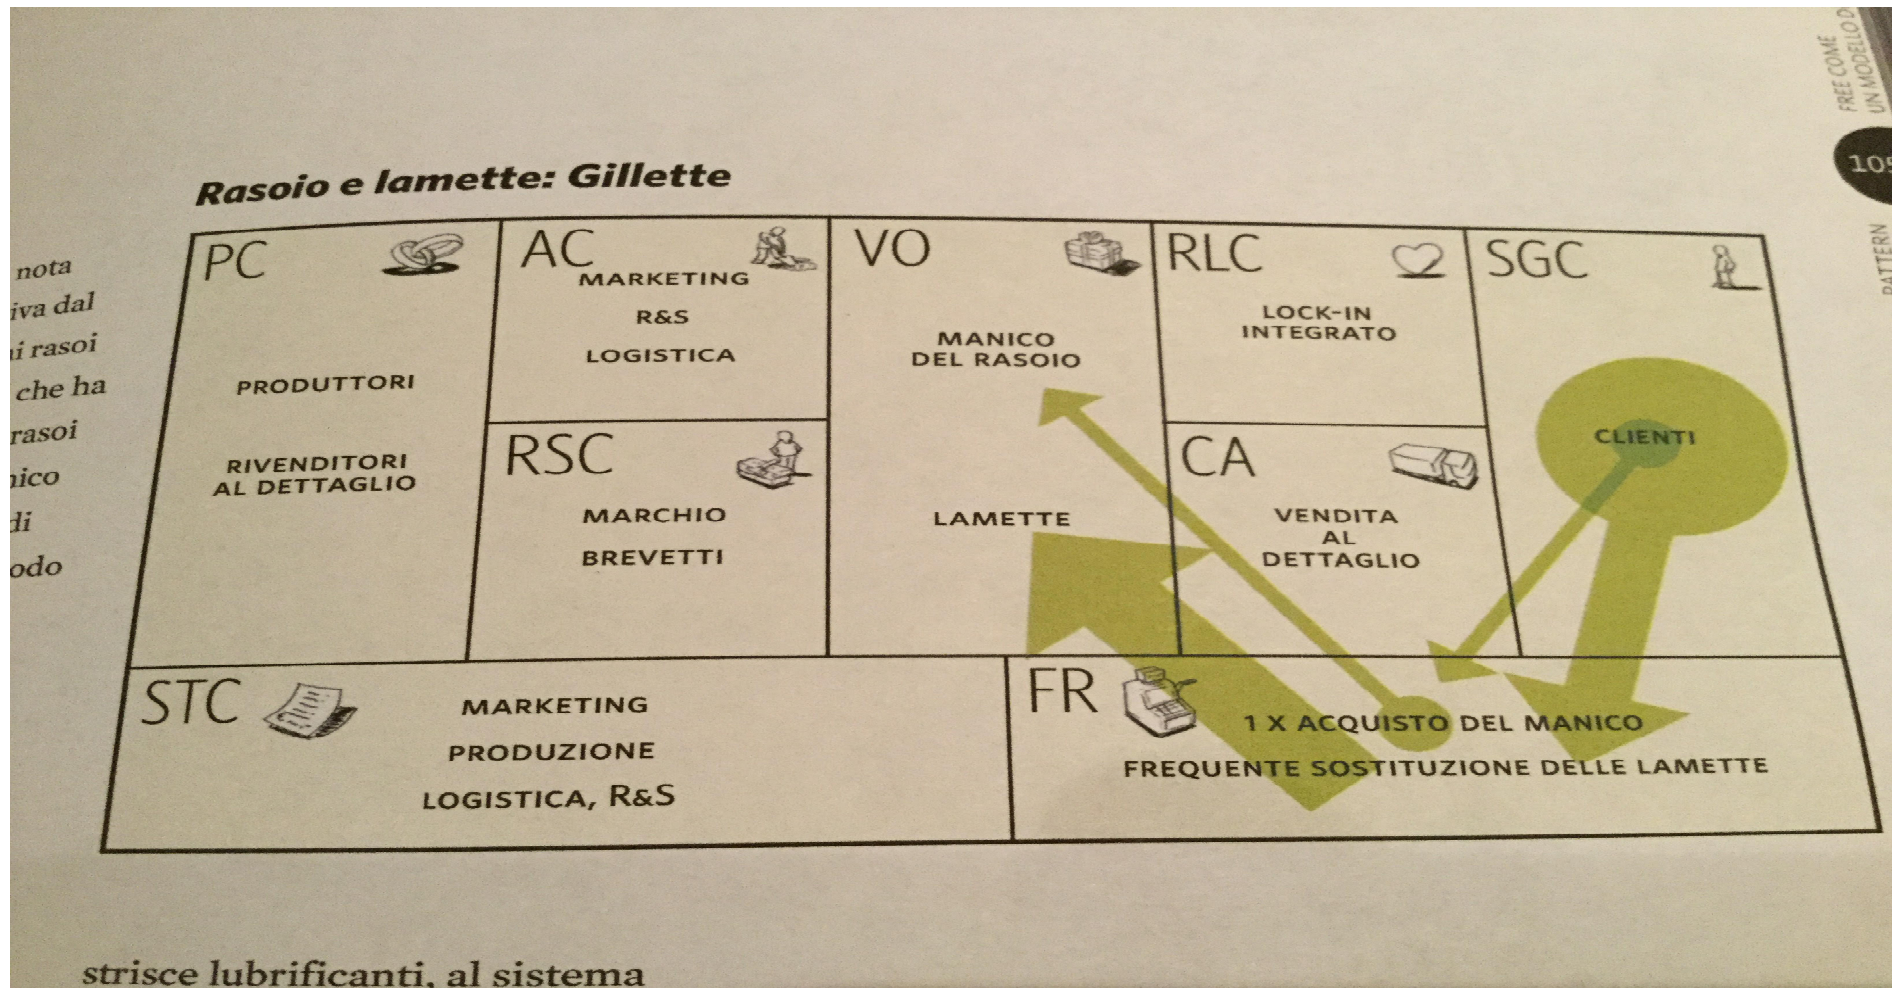 FREE COME
UN MODELLO D
105
PATTERN
nota
iva dal
i rasoi
che ha
rasoi
nico
di
odo
Rasoio e lamette: Gillette
PC
PRODUTTORI
RIVENDITORI
AL DETTAGLIO
AC
MARKETING
R&S
LOGISTICA
RSC
MARCHIO
BREVETTI
VO
MANICO
DEL RASOIO
LAMETTE
RLC
LOCK-IN
INTEGRATO
CA
VENDITA
AL
DETTAGLIO
SGC
CLIENTI
STC
MARKETING
PRODUZIONE
LOGISTICA, R&S
FR
1 X ACQUISTO DEL MANICO
FREQUENTE SOSTITUZIONE DELLE LAMETTE
strisce lubrificanti, al sistema